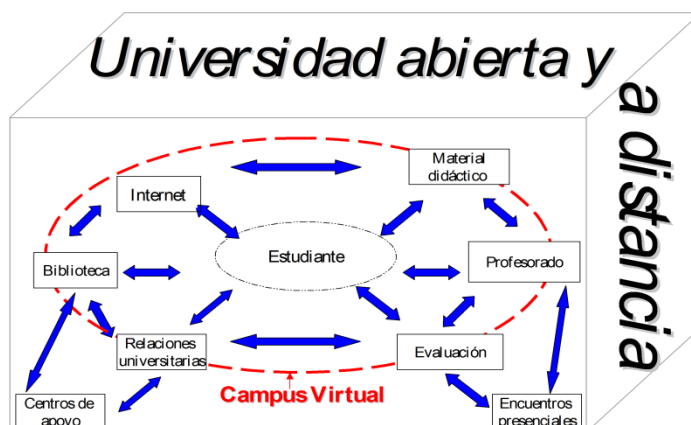 Universidad abierta y
a distancia
Material
didáctico
Internet
Estudiante
Biblioteca
Profesorado
Relaciones
universitarias
Evaluación
Campus Virtual
Centros de
apoyo
Encuentros
presenciales